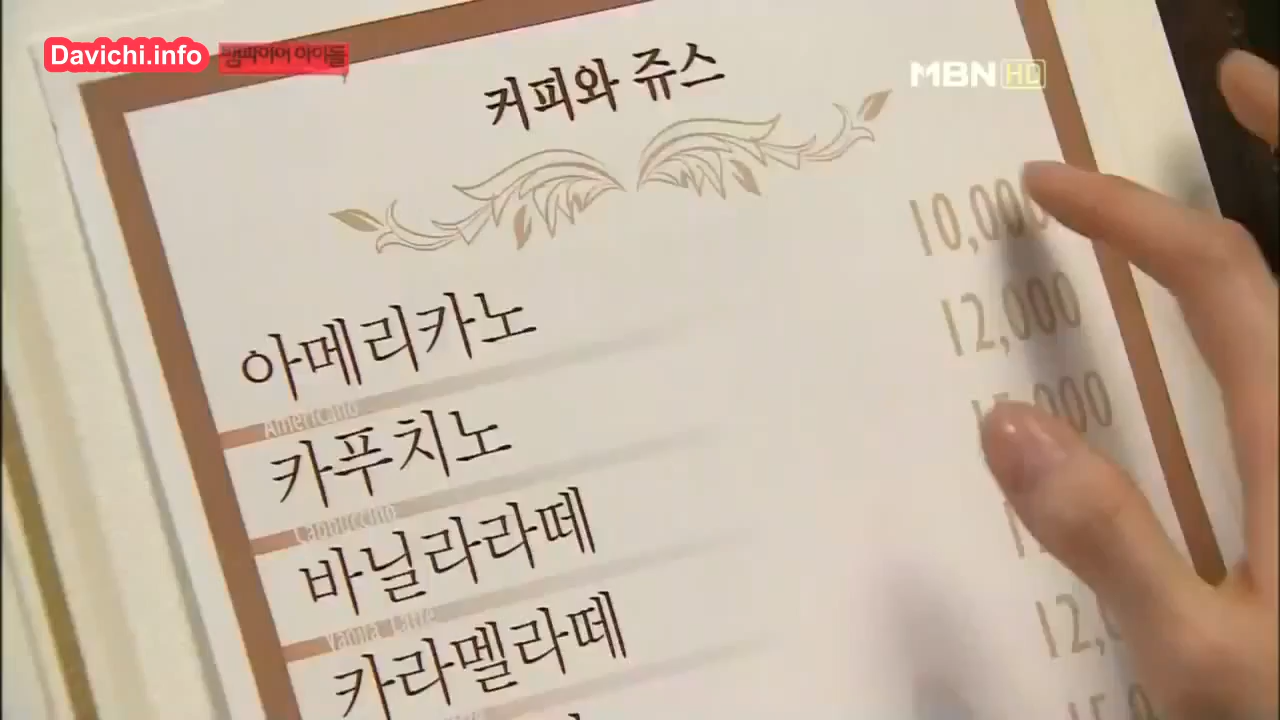 Davichi.info
뱀파이어 아이돌
MBN HD
커피와 쥬스
10,000
아메리카노
Americano
12,000
카푸치노
Cappuccino
바닐라라떼
Vanilla Latte
카라멜라떼